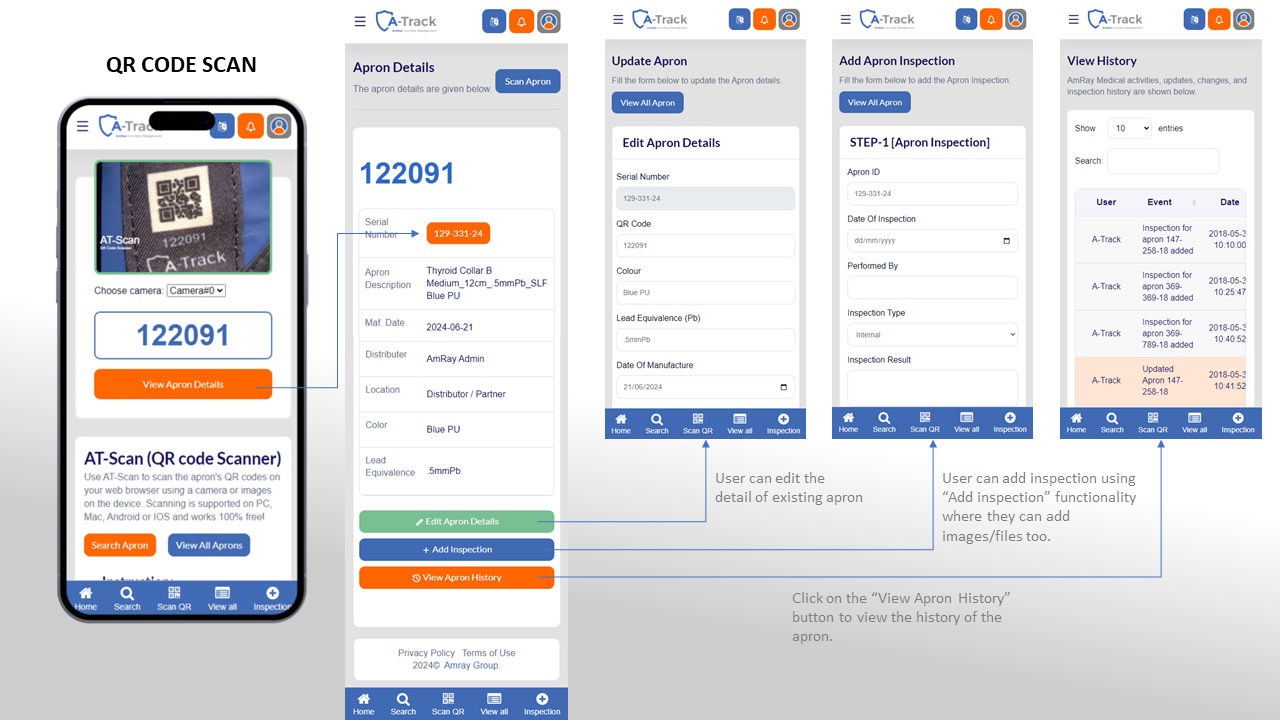 QR CODE SCAN
A-Track
AT-Scan
QR Code Scanner
122091
A-Track
Choose camera: Camera#0
122091
View Apron Details
AT-Scan (QR code Scanner)
Use AT-Scan to scan the apron's QR codes on
your web browser using a camera or images
on the device. Scanning is supported on PC,
Mac, Android or IOS and works 100% free!
Search Apron
View All Aprons
Home
Search
Scan QR
View all
Inspection
A-Track
AmRay Inventory Management
Apron Details
The apron details are given below.
Scan Apron
122091
Serial
Number
129-331-24
Apron
Description
Thyroid Collar B
Medium_12cm_.5mmPb_SLF
Blue PU
Maf. Date
2024-06-21
Distributer
AmRay Admin
Location
Distributor / Partner
Color
Blue PU
Lead
Equivalence
.5mmPb
Edit Apron Details
+ Add Inspection
View Apron History
Privacy Policy Terms of Use
2024© Amray Group.
Home
Search
Scan QR
View all
Inspection
A-Track
AmRay Inventory Management
Update Apron
Fill the form below to update the Apron details.
View All Apron
Edit Apron Details
Serial Number
129-331-24
QR Code
122091
Colour
Blue PU
Lead Equivalence (Pb)
.5mmPb
Date Of Manufacture
21/06/2024
Home
Search
Scan QR
View all
Inspection
User can edit the
detail of existing apron
A-Track
AmRay Inventory Management
Add Apron Inspection
Fill the form below to add the Apron Inspection.
View All Apron
STEP-1 [Apron Inspection]
Apron ID
129-331-24
Date Of Inspection
dd/mm/yyyy
Performed By
Inspection Type
Internal
Inspection Result
Home
Search
Scan QR
View all
Inspection
User can add inspection using
“Add inspection” functionality
where they can add
images/files too.
A-Track
AmRay Inventory Management
View History
AmRay Medical activities, updates, changes, and
inspection history are shown below.
Show 10 entries
Search:
User Event Date
A-Track
Inspection for
apron 147-
258-18 added
2018-05-3
10:10:00
A-Track
Inspection for
apron 369-
369-18 added
2018-05-3
10:25:47
A-Track
Inspection for
apron 369-
789-18 added
2018-05-3
10:40:52
A-Track
Updated
Apron 147-
258-18
2018-05-3
10:41:52
Home
Search
Scan QR
View all
Inspection
Click on the “View Apron History”
button to view the history of the
apron.